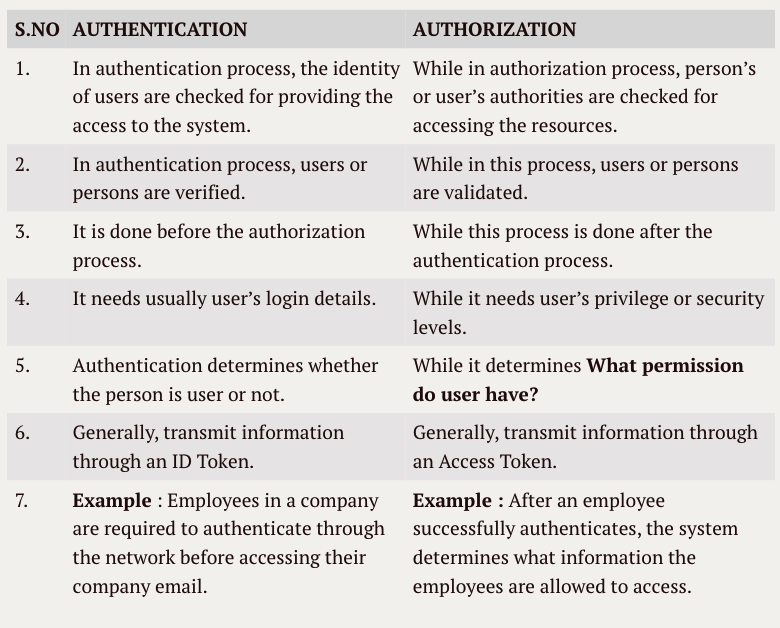 S.NO AUTHENTICATION AUTHORIZATION
1. In authentication process, the identity While in authorization process, person’s
of users are checked for providing the or user’s authorities are checked for
access to the system. accessing the resources.
2. In authentication process, users or While in this process, users or persons
persons are verified. are validated.
3. It is done before the authorization While this process is done after the
process. authentication process.
4. It needs usually user’s login details. While it needs user’s privilege or security
levels.
5. Authentication determines whether While it determines What permission
the person is user or not. do user have?
6. Generally, transmit information Generally, transmit information through
through an ID Token. an Access Token.
7. Example : Employees in a company Example : After an employee
are required to authenticate through successfully authenticates, the system
the network before accessing their determines what information the
company email. employees are allowed to access.